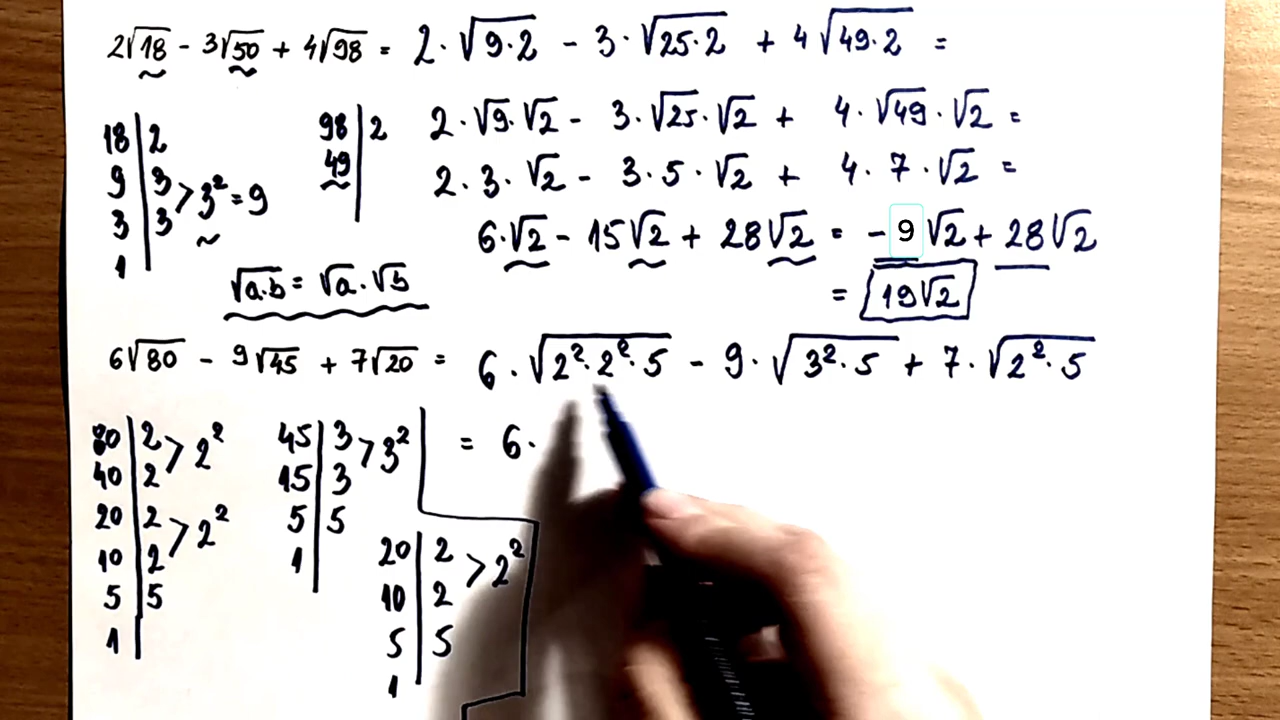 2√18 - 3√50 + 4√98 = 2·√9·2 - 3·√25·2 + 4√49·2 =
18 | 2
9 | 3
3 | 3 > 3² = 9
1
98 | 2
49
2·√9·√2 - 3·√25·√2 + 4·√49·√2 =
2·3·√2 - 3·5·√2 + 4·7·√2 =
6·√2 - 15√2 + 28√2 = -9√2 + 28√2
= 19√2
√a·b = √a·√b
6√80 - 9√45 + 7√20 = 6·√2²·2²·5 - 9·√3²·5 + 7·√2²·5
= 6·
80 | 2 > 2²
40 | 2
20 | 2 > 2²
10 | 2
5 | 5
1
45 | 3 > 3²
15 | 3
5 | 5
1
20 | 2 > 2²
10 | 2
5 | 5
1